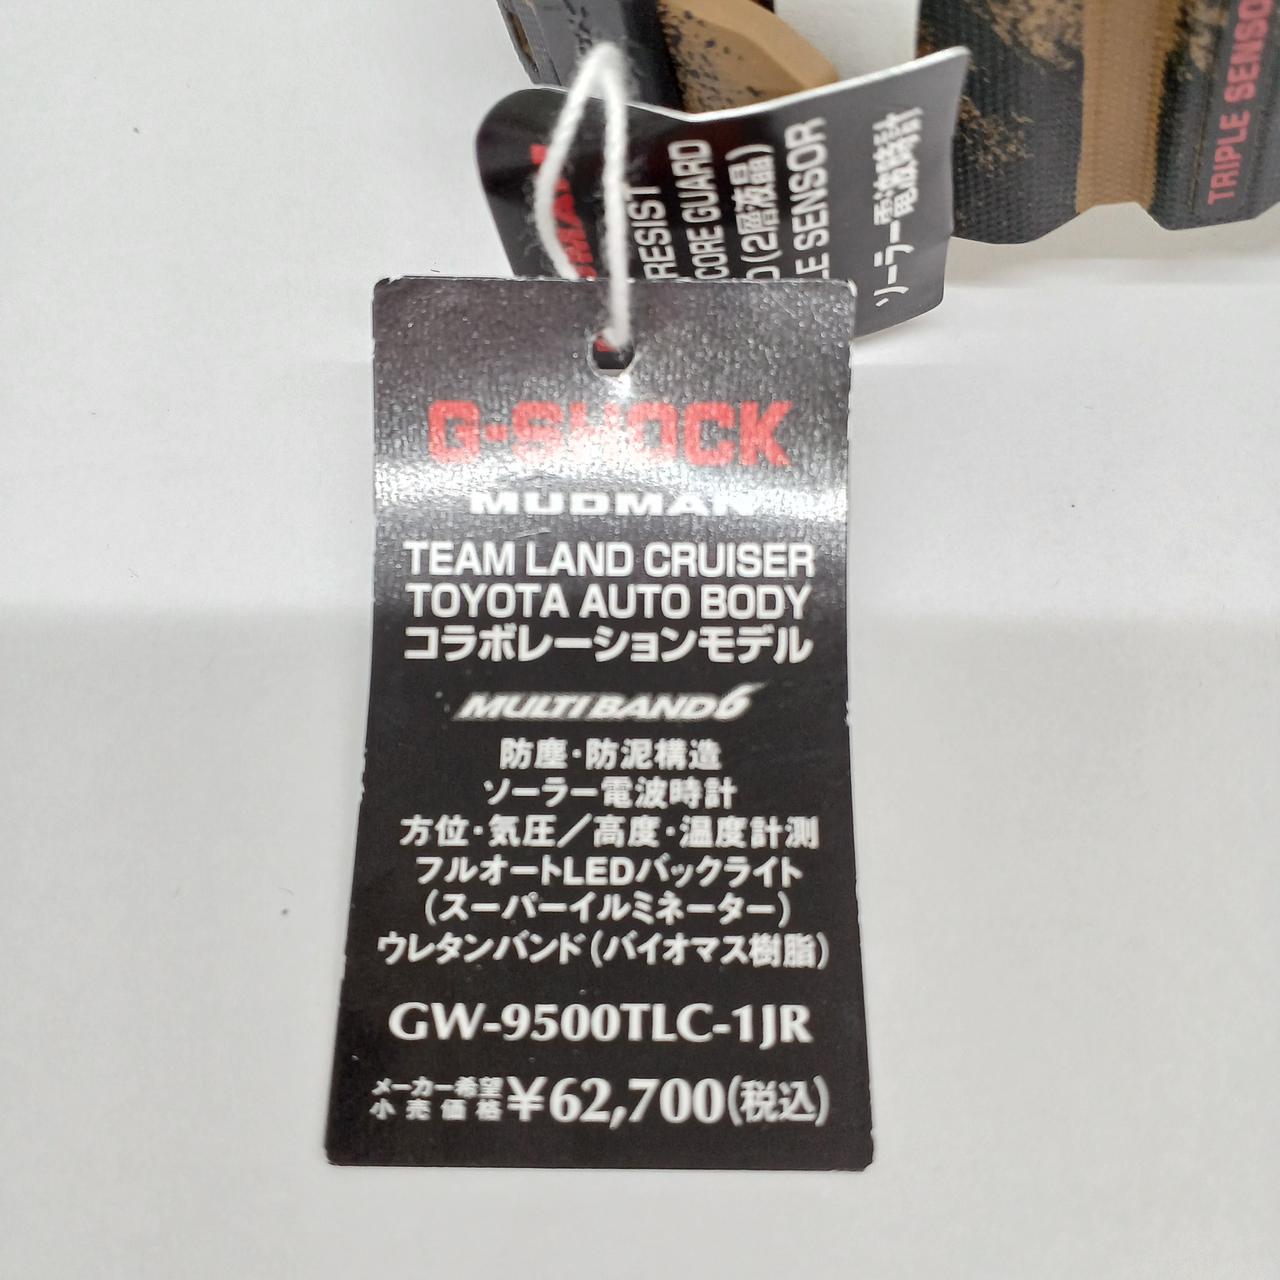 TRIPLE SENSO
RESIST
CORE GUARD
D(2層液晶)
LE SENSOR
ソーラー電波時計
G-SHOCK
MUDMAN
TEAM LAND CRUISER
TOYOTA AUTO BODY
コラボレーションモデル
MULTI BAND 6
防塵・防泥構造
ソーラー電波時計
方位・気圧／高度・温度計測
フルオートLEDバックライト
(スーパーイルミネーター)
ウレタンバンド(バイオマス樹脂)
GW-9500TLC-1JR
メーカー希望小売価格 ¥62,700(税込)